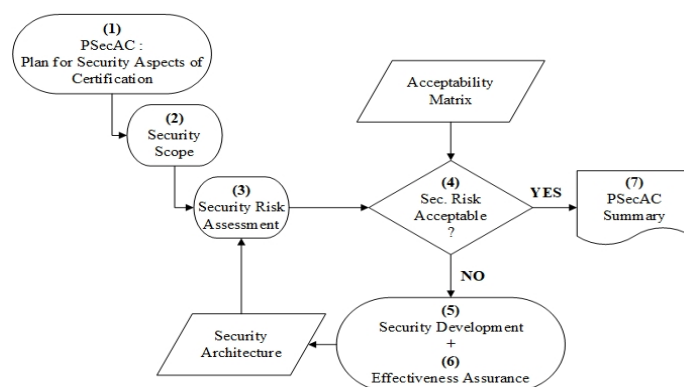 (1)
PSecAC :
Plan for Security Aspects of
Certification
(2)
Security
Scope
(3)
Security Risk
Assessment
Acceptability
Matrix
(4)
Sec. Risk
Acceptable
?
YES
(7)
PSecAC
Summary
NO
(5)
Security Development
+
(6)
Effectiveness Assurance
Security
Architecture